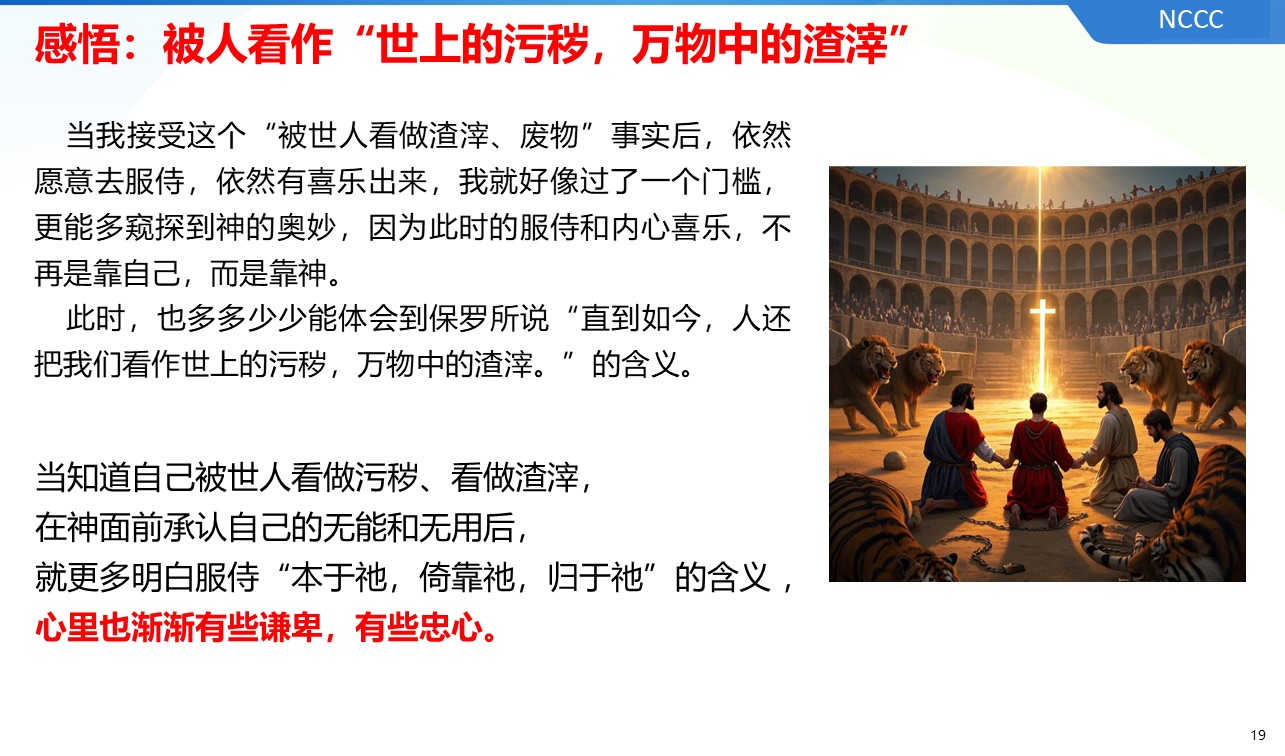 NCCC
感悟：被人看作“世上的污秽，万物中的渣滓”
当我接受这个“被世人看做渣滓、废物”事实后，依然
愿意去服侍，依然有喜乐出来，我就好像过了一个门槛，
更能多窥探到神的奥妙，因为此时的服侍和内心喜乐，不
再是靠自己，而是靠神。
此时，也多多少少能体会到保罗所说“直到如今，人还
把我们看作世上的污秽，万物中的渣滓。”的含义。
当知道自己被世人看做污秽、看做渣滓，
在神面前承认自己的无能和无用后，
就更多明白服侍“本于祂，倚靠祂，归于祂”的含义，
心里也渐渐有些谦卑，有些忠心。
19